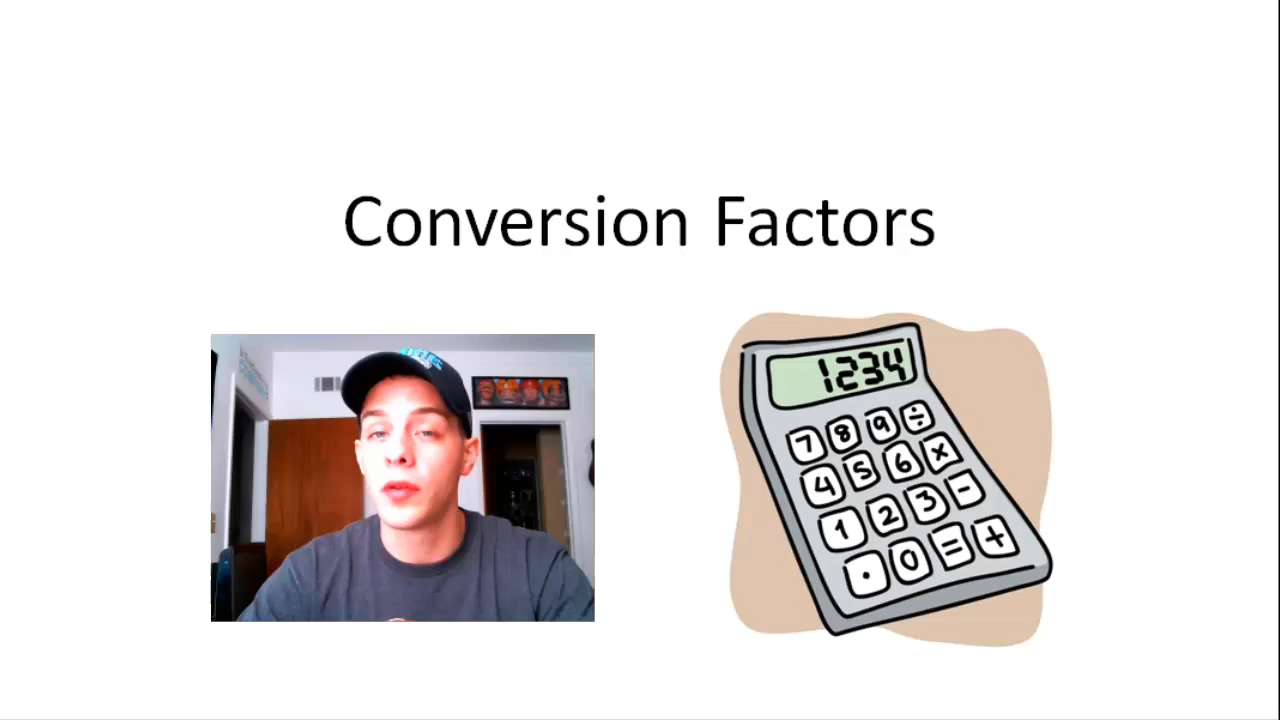 Conversion Factors
1234
7 8 9 ÷
4 5 6 ×
1 2 3 -
. 0 = +